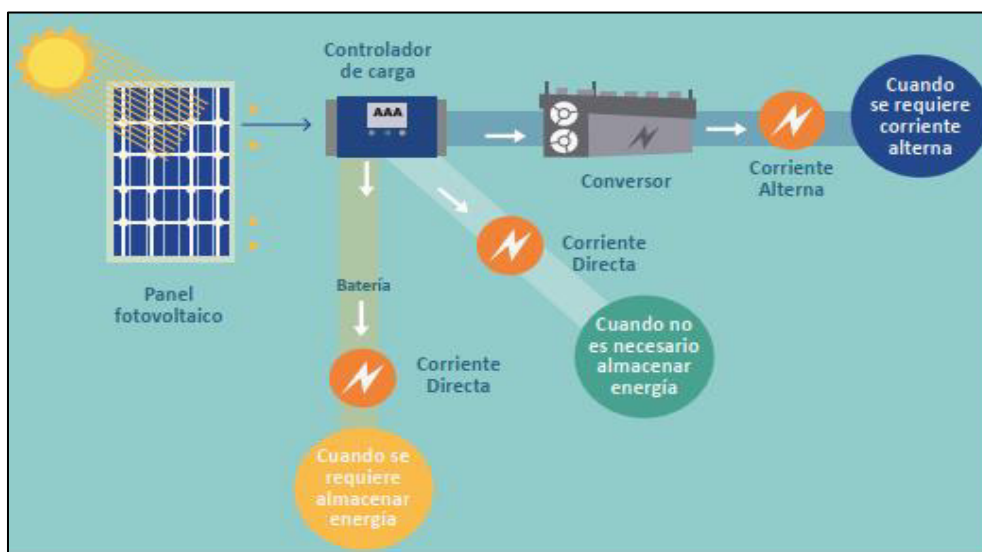 Controlador
de carga
AAA
Cuando
se requiere
corriente
alterna
Conversor
Corriente
Alterna
Corriente
Directa
Panel
fotovoltaico
Batería
Cuando no
es necesario
almacenar
energía
Corriente
Directa
Cuando se
requiere
almacenar
energía